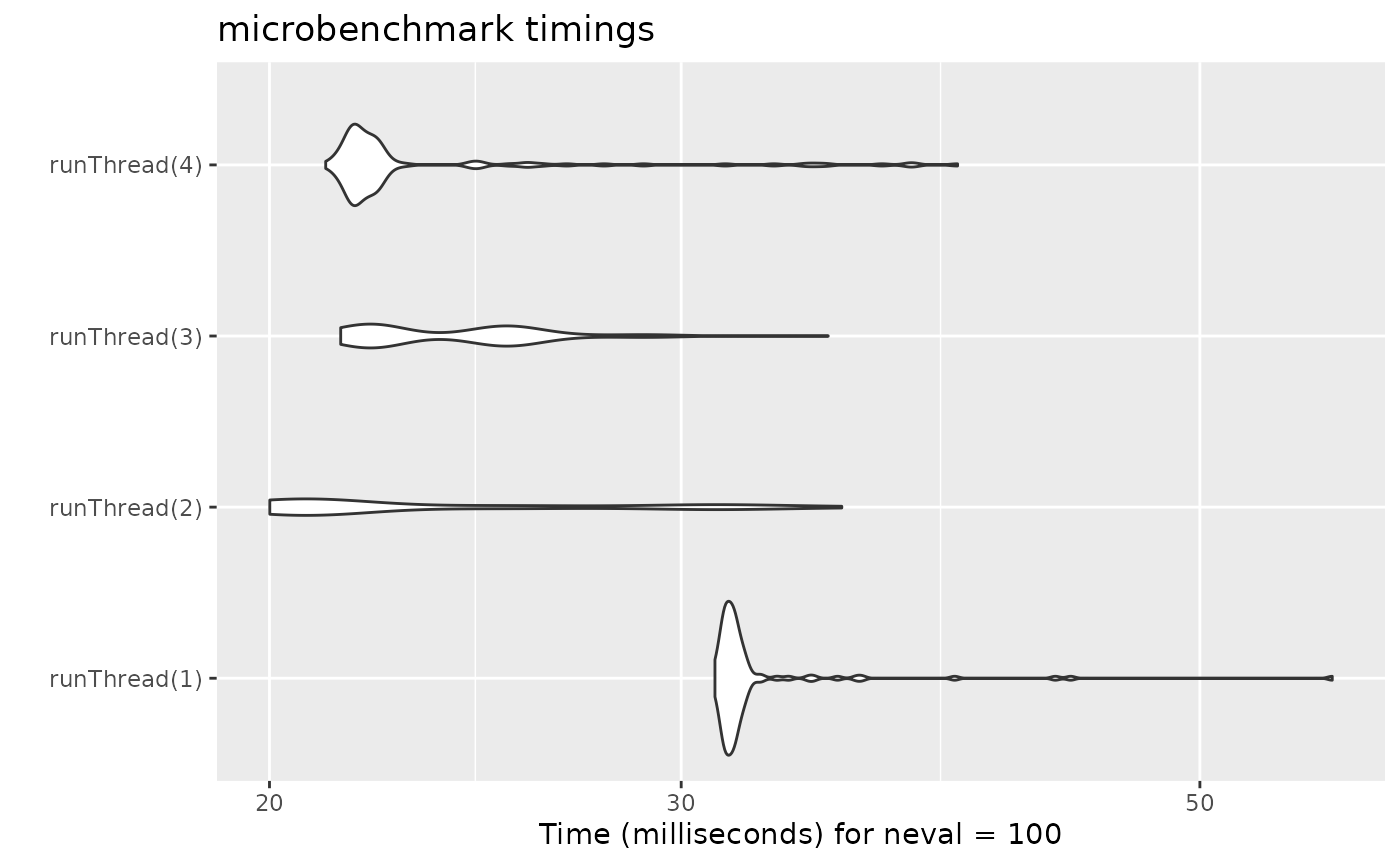 microbenchmark timings
runThread(4)
runThread(3)
runThread(2)
runThread(1)
20 30 50
Time (milliseconds) for neval = 100